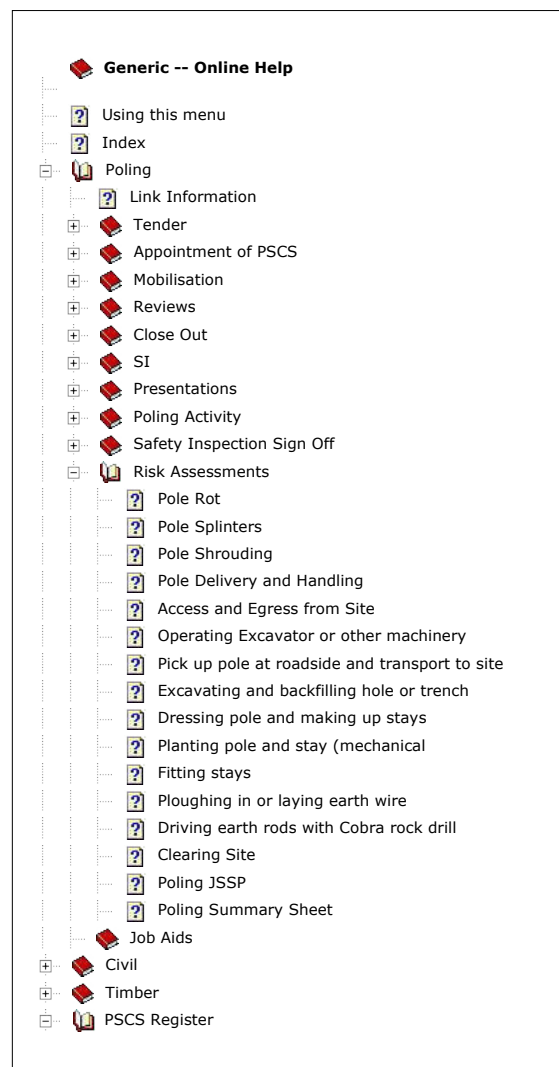 Generic -- Online Help
Using this menu
Index
Poling
Link Information
Tender
Appointment of PSCS
Mobilisation
Reviews
Close Out
SI
Presentations
Poling Activity
Safety Inspection Sign Off
Risk Assessments
Pole Rot
Pole Splinters
Pole Shrouding
Pole Delivery and Handling
Access and Egress from Site
Operating Excavator or other machinery
Pick up pole at roadside and transport to site
Excavating and backfilling hole or trench
Dressing pole and making up stays
Planting pole and stay (mechanical
Fitting stays
Ploughing in or laying earth wire
Driving earth rods with Cobra rock drill
Clearing Site
Poling JSSP
Poling Summary Sheet
Job Aids
Civil
Timber
PSCS Register